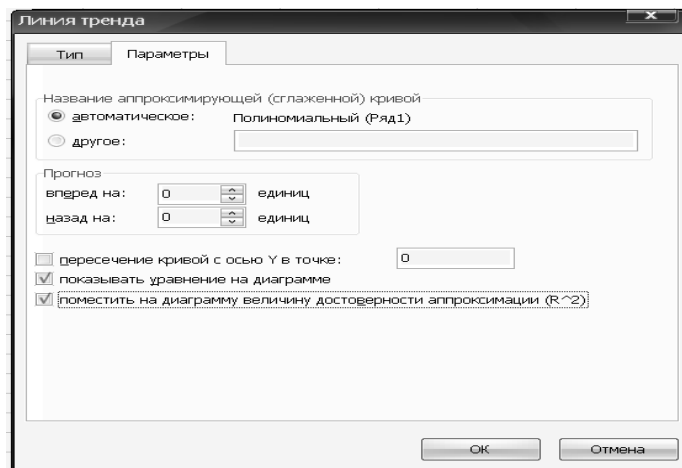 Линия тренда
Тип Параметры
Название аппроксимирующей (сглаженной) кривой
автоматическое: Полиномиальный (Ряд1)
другое:
Прогноз
вперед на: 0 единиц
назад на: 0 единиц
пересечение кривой с осью Y в точке: 0
показывать уравнение на диаграмме
поместить на диаграмму величину достоверности аппроксимации (R^2)
OK Отмена